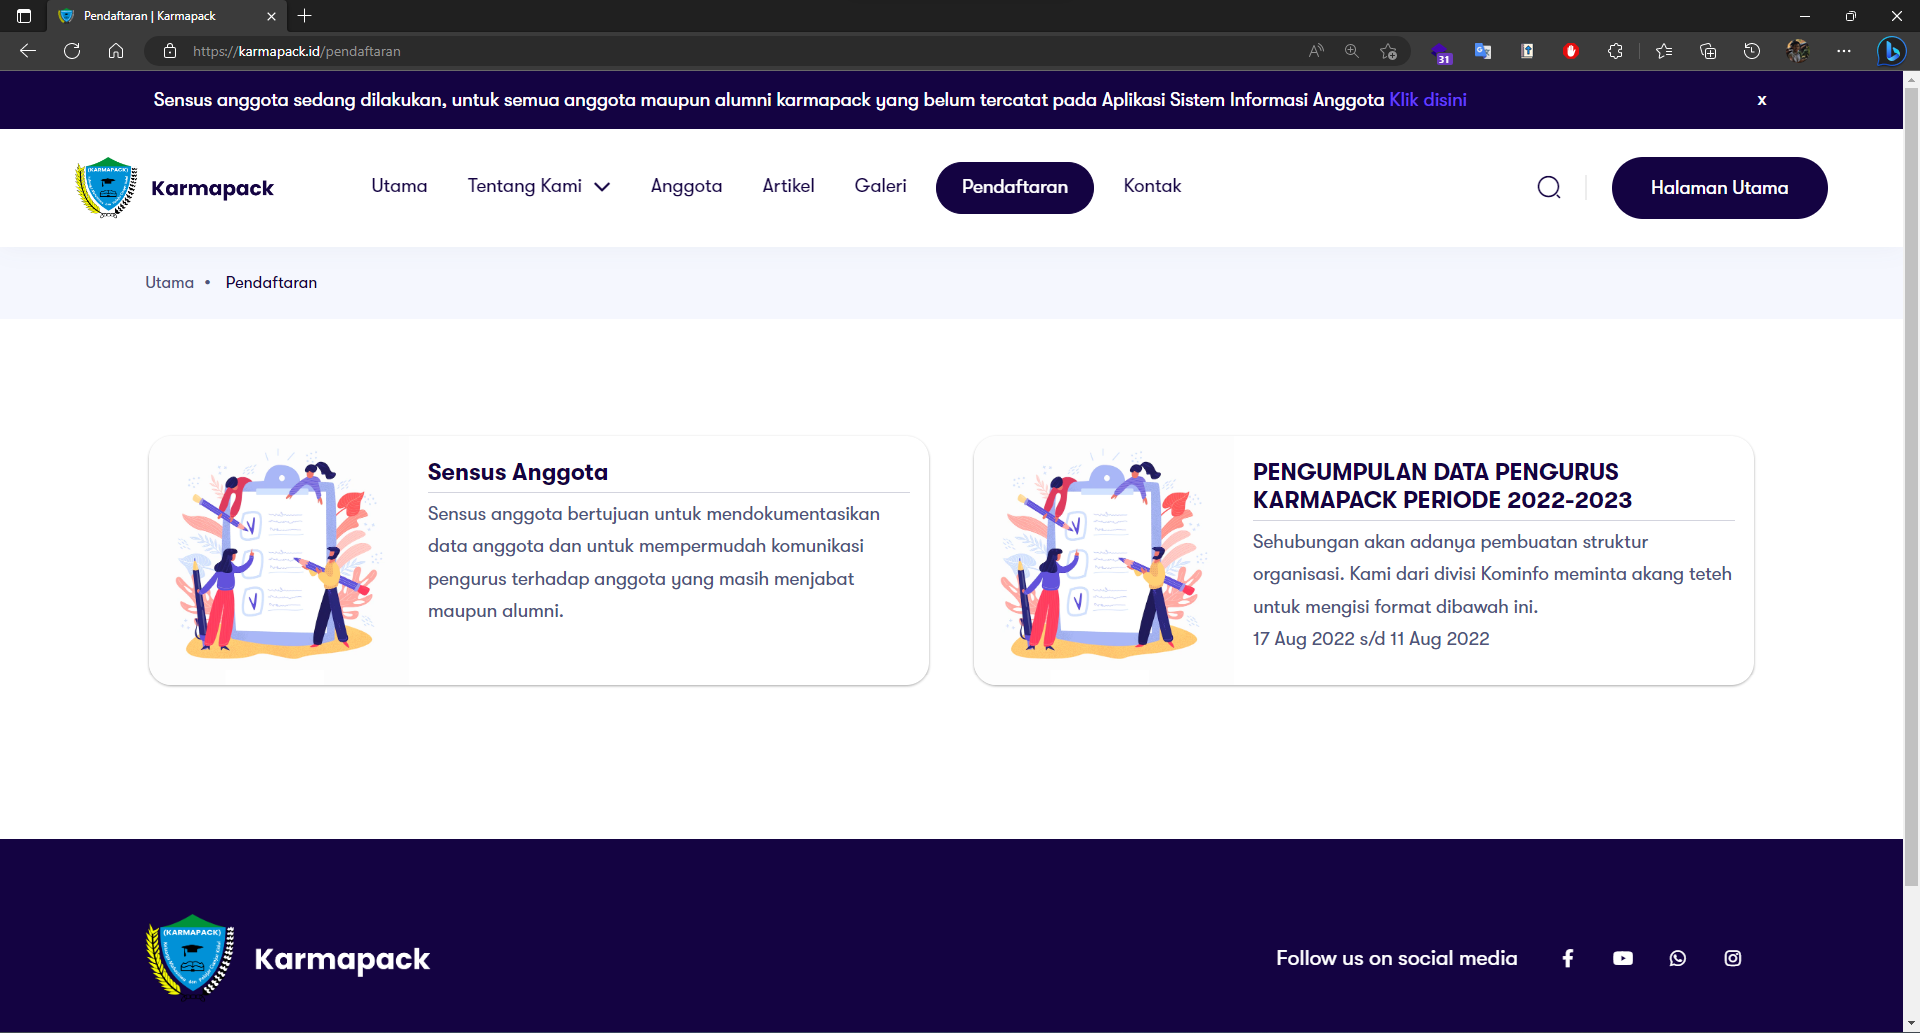 Pendaftaran | Karmapack
https://karmapack.id/pendaftaran
31
Sensus anggota sedang dilakukan, untuk semua anggota maupun alumni karmapack yang belum tercatat pada Aplikasi Sistem Informasi Anggota Klik disini
x
(KARMAPACK)
Karmapack
Utama
Tentang Kami
Anggota
Artikel
Galeri
Pendaftaran
Kontak
Halaman Utama
Utama • Pendaftaran
Sensus Anggota
Sensus anggota bertujuan untuk mendokumentasikan
data anggota dan untuk mempermudah komunikasi
pengurus terhadap anggota yang masih menjabat
maupun alumni.
PENGUMPULAN DATA PENGURUS
KARMAPACK PERIODE 2022-2023
Sehubungan akan adanya pembuatan struktur
organisasi. Kami dari divisi Kominfo meminta akang teteh
untuk mengisi format dibawah ini.
17 Aug 2022 s/d 11 Aug 2022
(KARMAPACK)
Karmapack
Follow us on social media